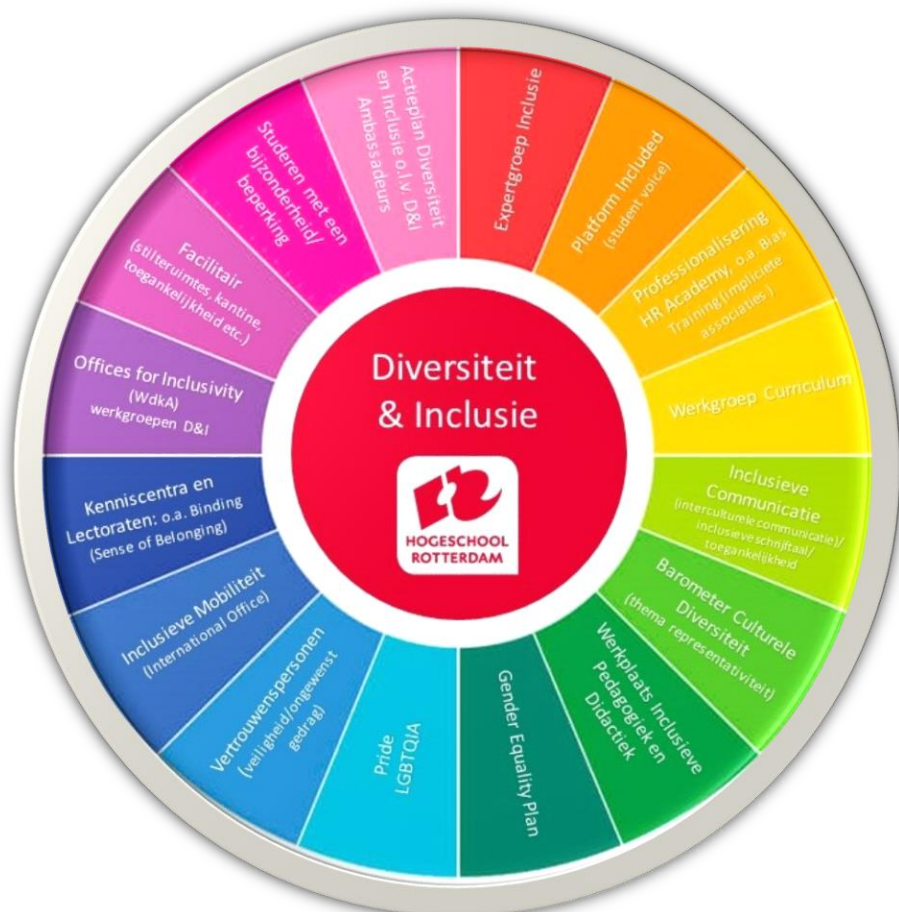 Diversiteit
& Inclusie
HOGESCHOOL
ROTTERDAM
Expertgroep Inclusie
Platform Included
(student voice)
Professionalisering
HR Academy, o.a. Bias
Training (impliciete
associaties )
Werkgroep Curriculum
Inclusieve
Communicatie
(interculturele communicatie)/
inclusieve schrijftaal/
toegankelijkheid
Barometer Culturele
Diversiteit
(thema representativiteit)
Werkplaats Inclusieve
Pedagogiek en
Didactiek
Gender Equality Plan
Pride
LGBTQIA
Vertrouwenspersonen
(veiligheid/ongewenst
gedrag)
Inclusieve Mobiliteit
(International Office)
Kenniscentra en
Lectoraten: o.a. Binding
(Sense of Belonging)
Offices for Inclusivity
(WdkA)
werkgroepen D&I
Facilitair
(stilteruimtes, kantine,
toegankelijkheid etc.)
Studeren met een
bijzonderheid/
beperking
Actieplan Diversiteit
en Inclusie o.l.v. D&I
Ambassadeurs